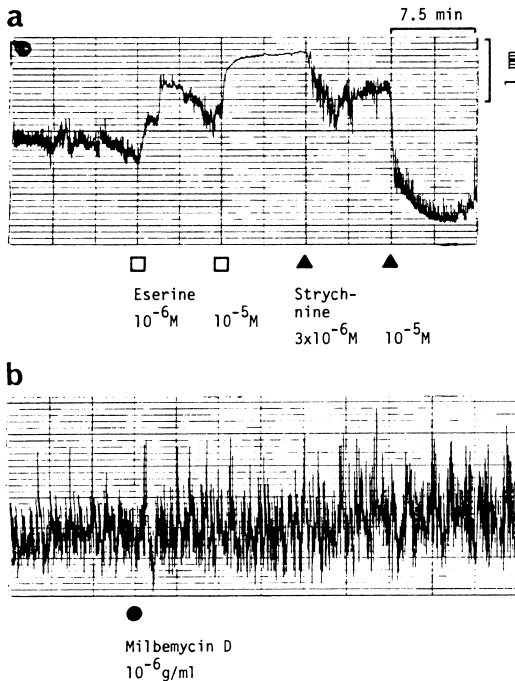 a
7.5 min
1 mm
Eserine
10⁻⁶M 10⁻⁵M
Strych-
nine
3x10⁻⁶M 10⁻⁵M
b
Milbemycin D
10⁻⁶g/ml